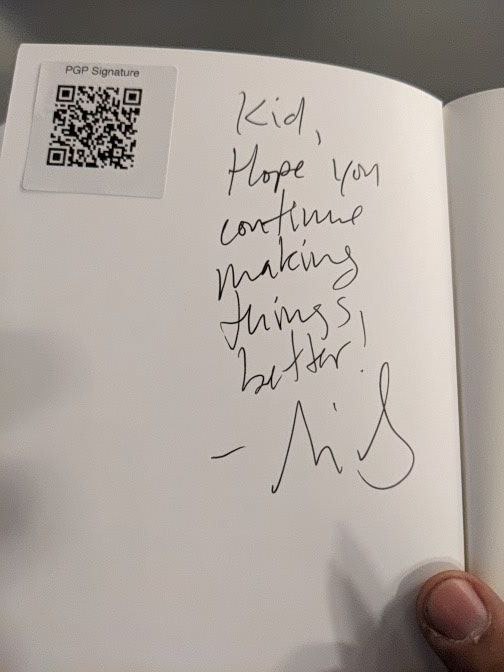 PGP Signature
Kid,
Hope you
continue
making
things,
better!